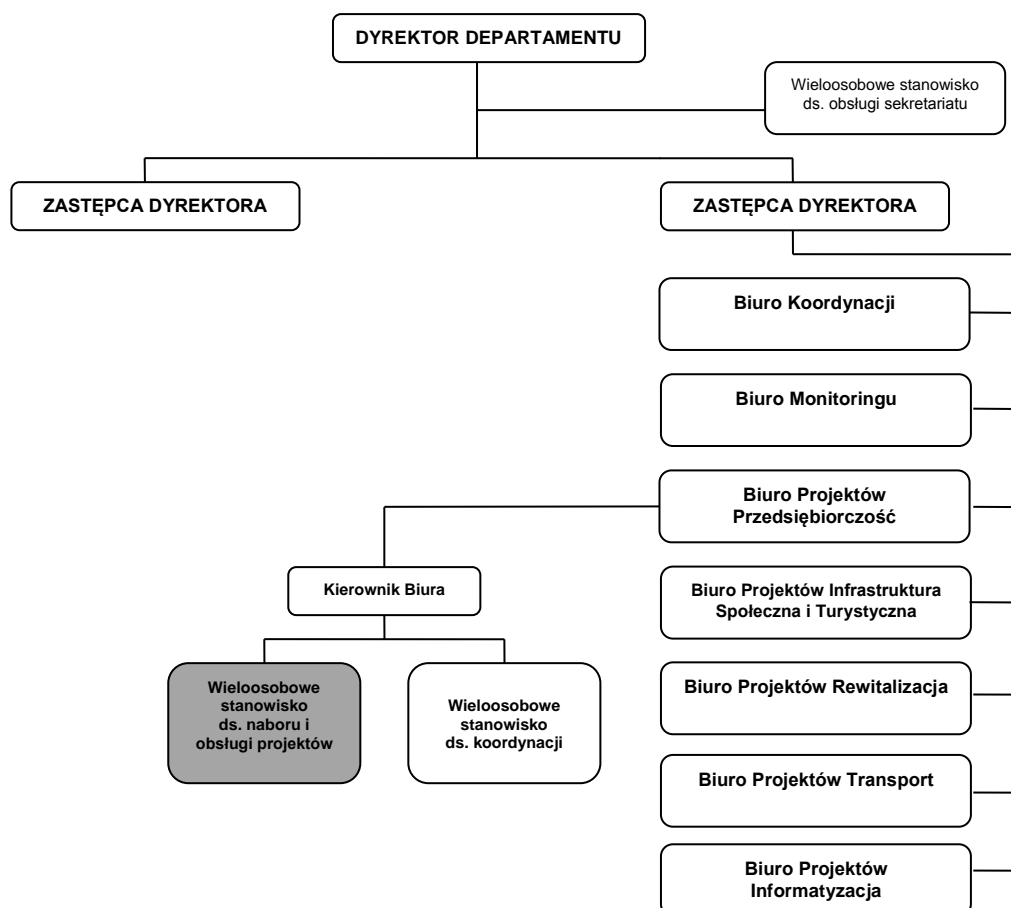 DYREKTOR DEPARTAMENTU
Wieloosobowe stanowisko
ds. obsługi sekretariatu
ZASTĘPCA DYREKTORA
ZASTĘPCA DYREKTORA
Biuro Koordynacji
Biuro Monitoringu
Biuro Projektów
Przedsiębiorczość
Kierownik Biura
Biuro Projektów Infrastruktura
Społeczna i Turystyczna
Wieloosobowe
stanowisko
ds. naboru i
obsługi projektów
Wieloosobowe
stanowisko
ds. koordynacji
Biuro Projektów Rewitalizacja
Biuro Projektów Transport
Biuro Projektów
Informatyzacja